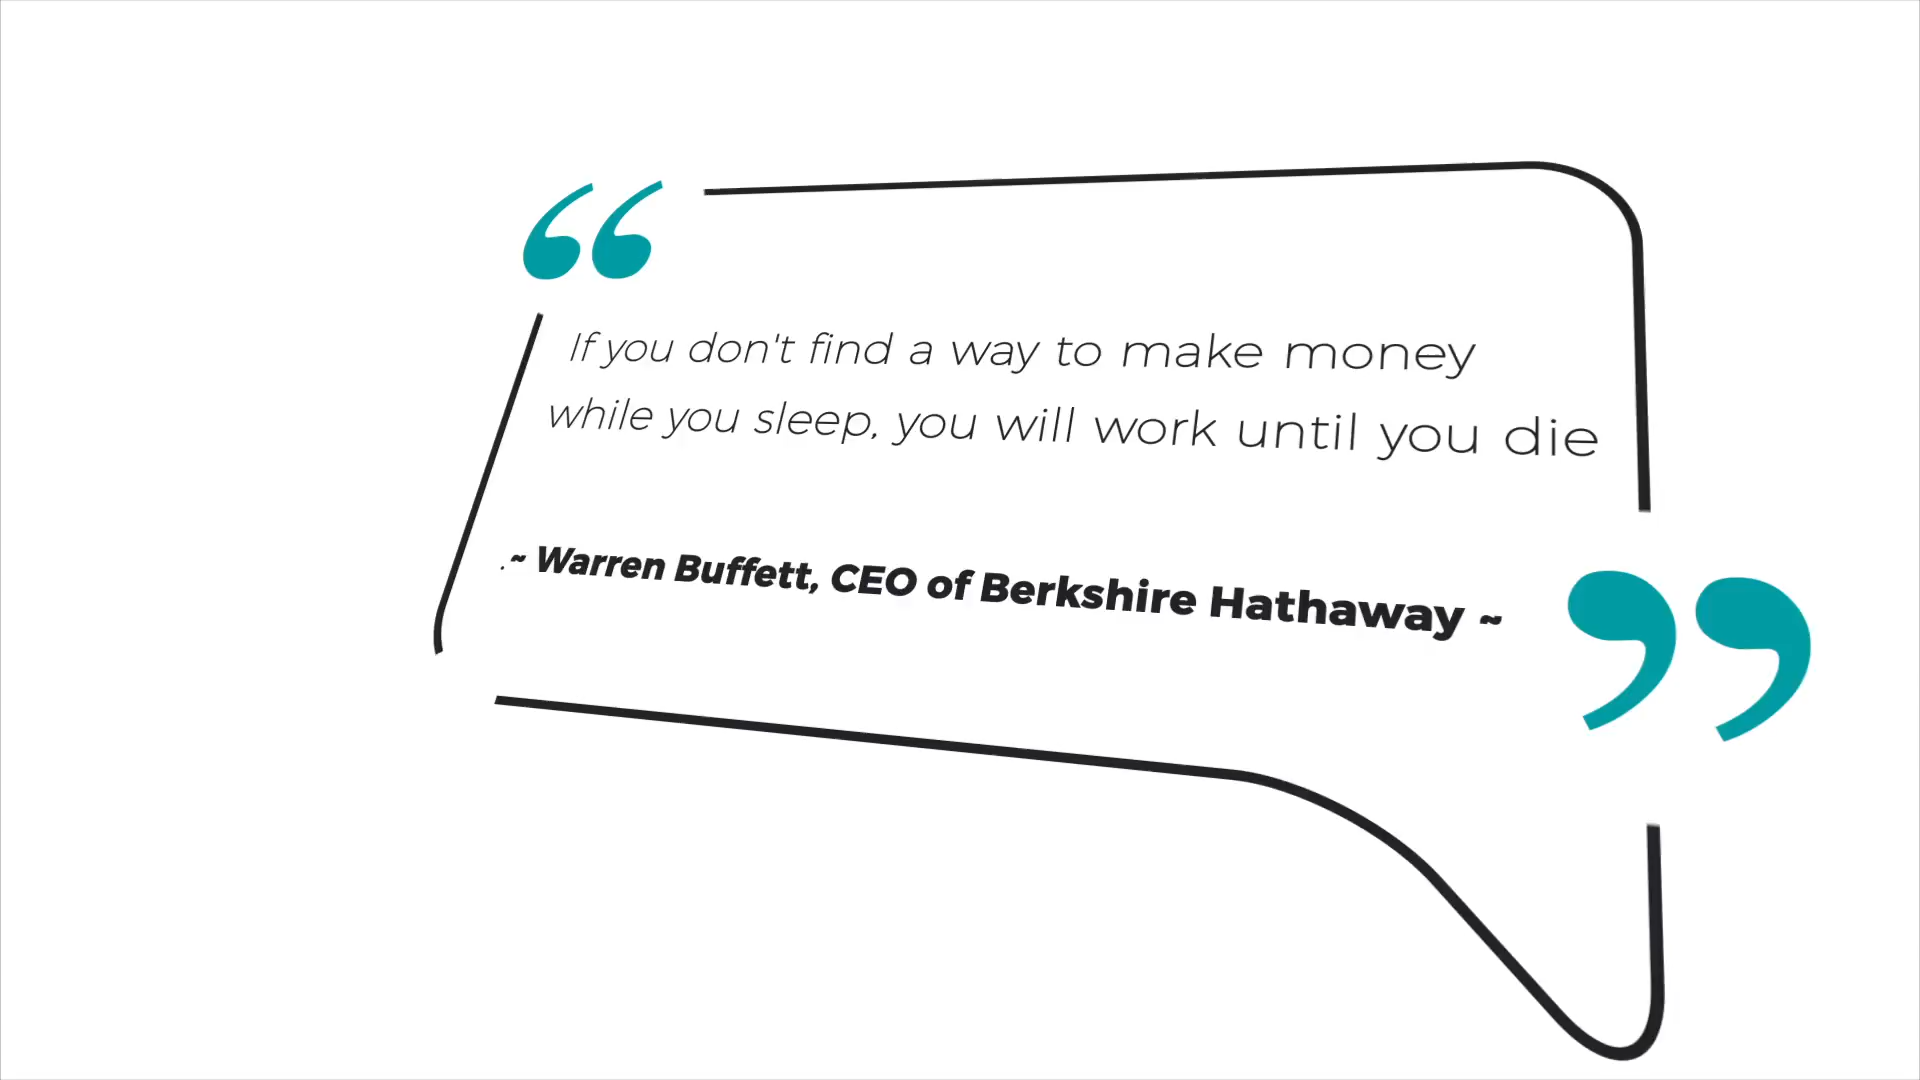 “
If you don't find a way to make money
while you sleep, you will work until you die
.~ Warren Buffett, CEO of Berkshire Hathaway ~
”